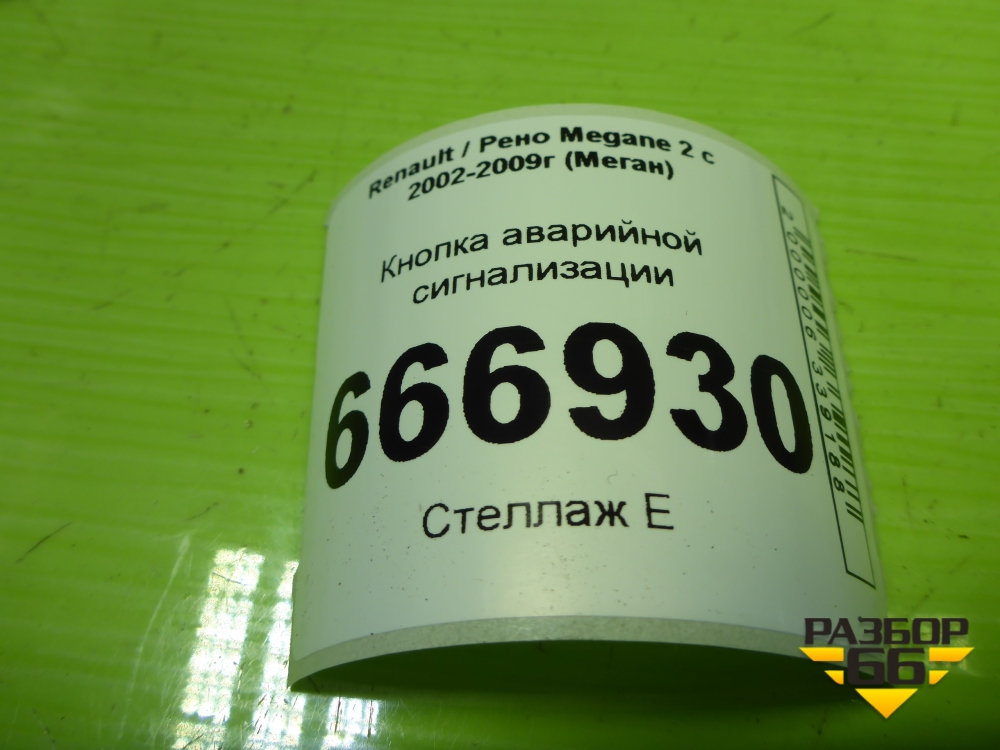 Renault / Рено Megane 2 с
2002-2009г (Меган)
Кнопка аварийной
сигнализации
666930
Стеллаж Е
2000006339188
РАЗБОР
66